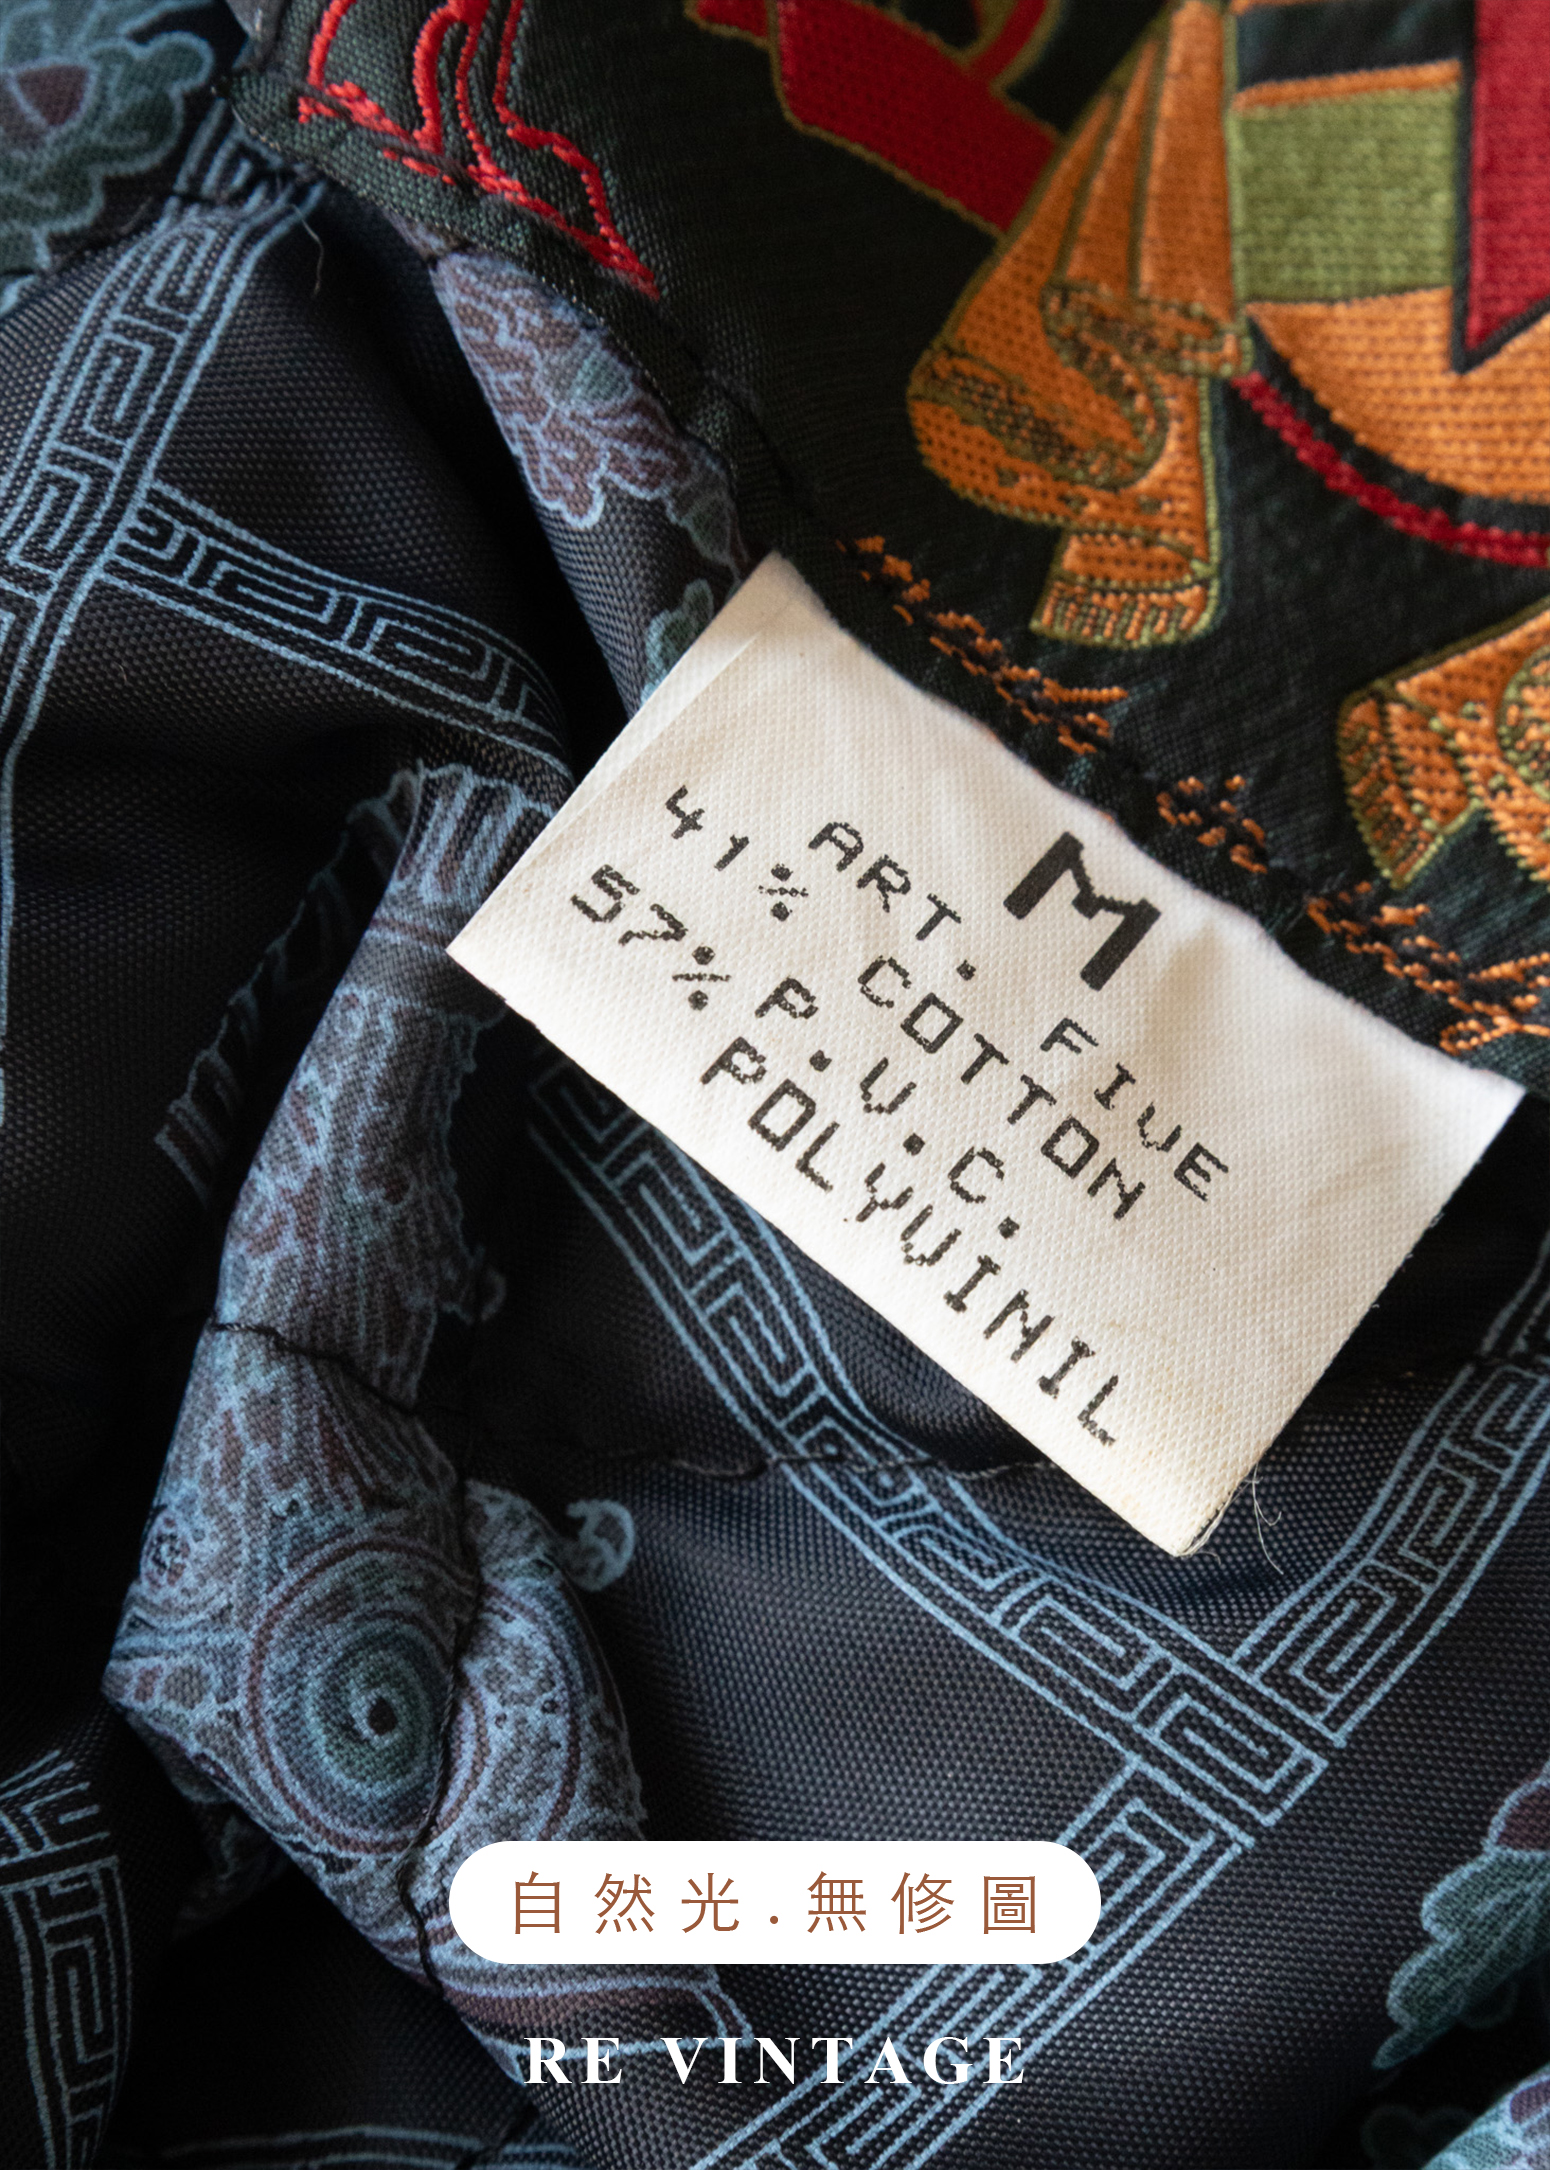 M
ART. FIVE
41% COTTON
57% P.V.C.
POLYVINIL
自然光.無修圖
RE VINTAGE